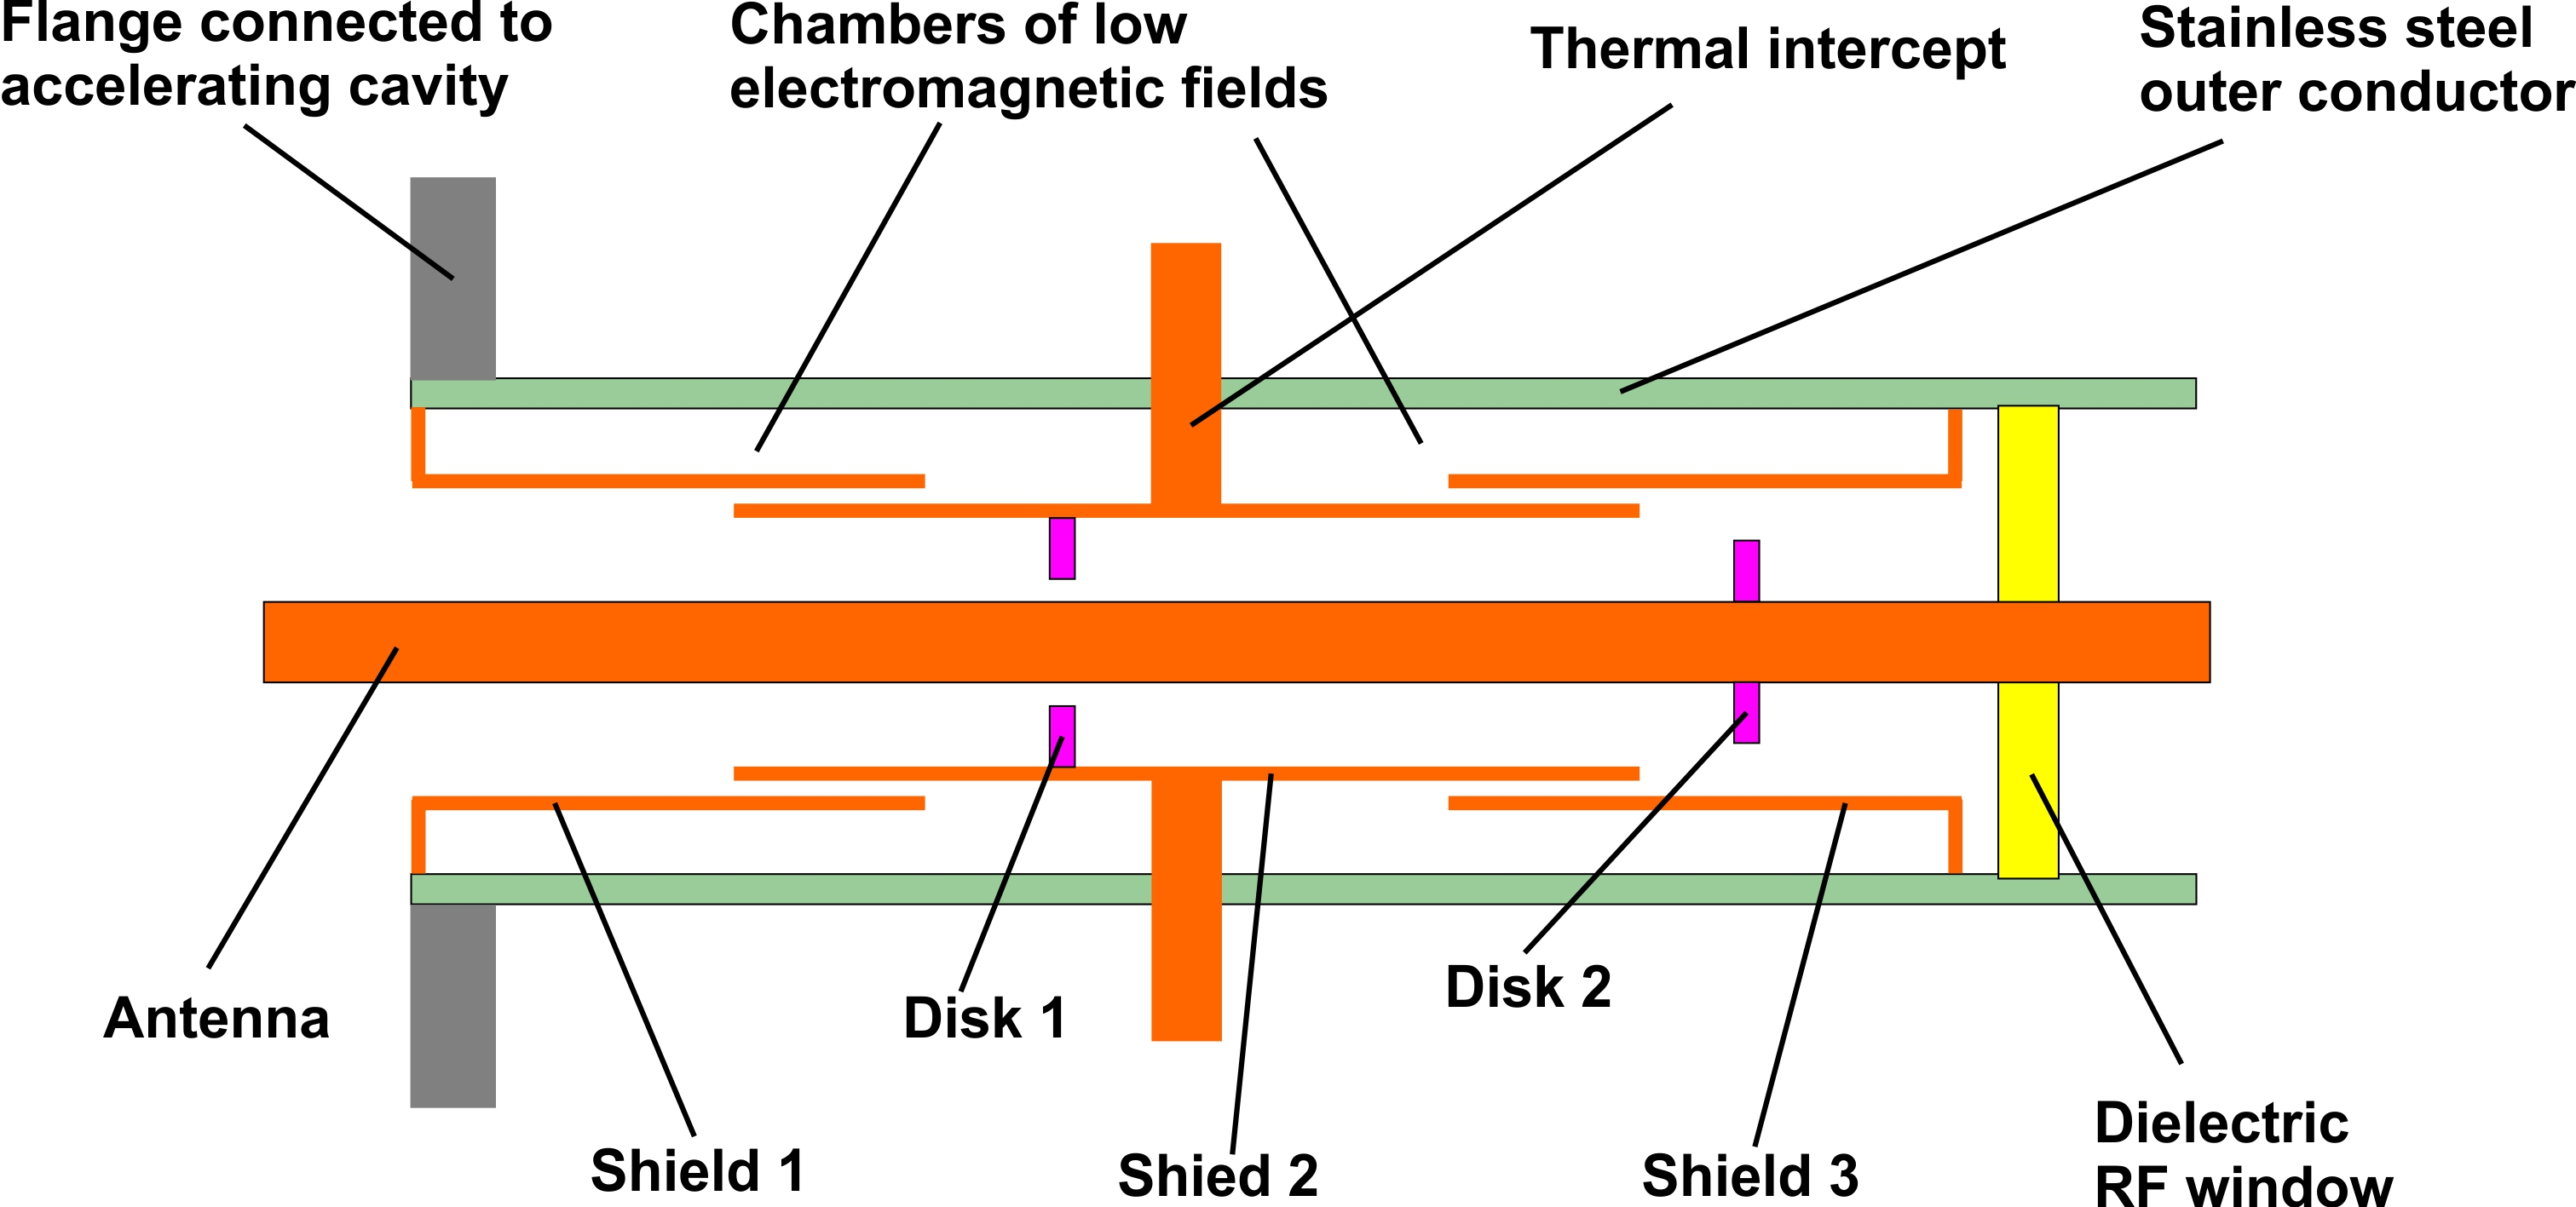 Flange connected to
accelerating cavity
Chambers of low
electromagnetic fields
Thermal intercept
Stainless steel
outer conductor
Antenna
Disk 1
Disk 2
Shield 1
Shied 2
Shield 3
Dielectric
RF window